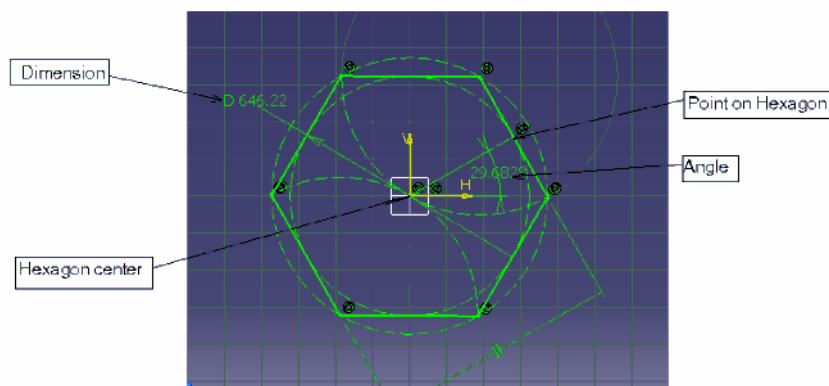 Dimension
D 646.22
Point on Hexagon
V
29.682
Angle
H
Hexagon center